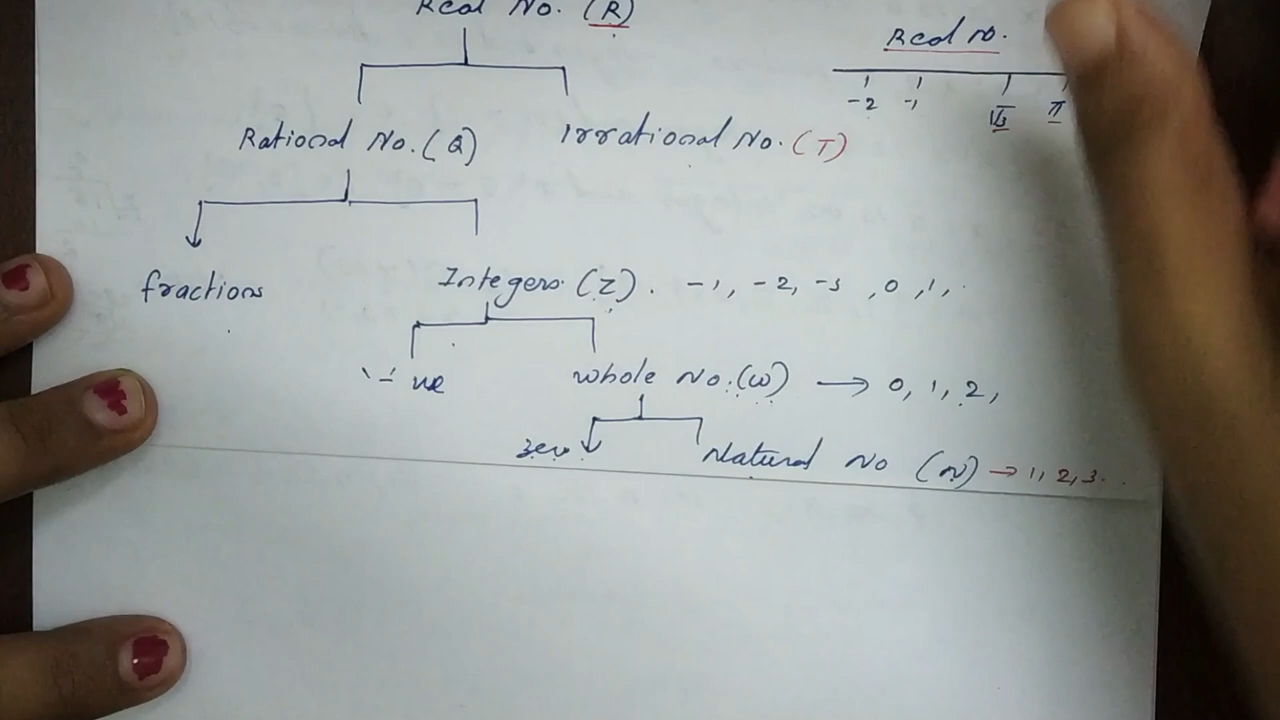 Real No. (R)
Real no.
-2 -1 √3 π
Rational No. (Q) Irrational No. (T)
fractions Integers (Z). -1, -2, -3 , 0 , 1, .
'-' ve whole No. (W) → 0, 1, 2,
zero Natural No (N) → 1, 2, 3..